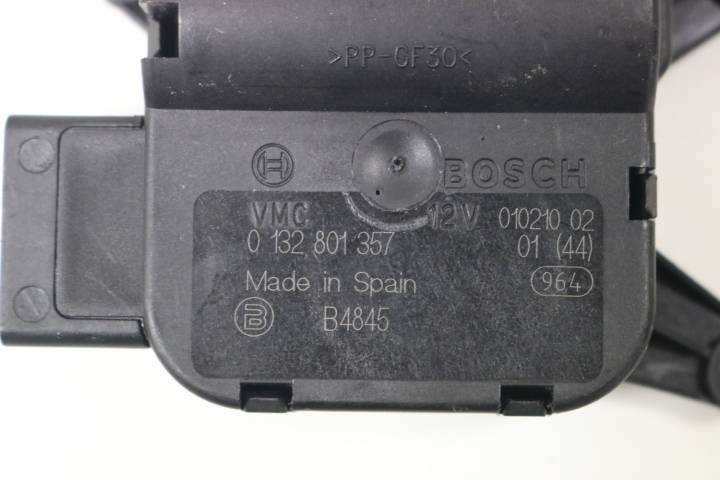 >PP-GF30<
BOSCH
VMC 12V 010210 02
0 132 801 357 01 (44)
Made in Spain 964
B B4845